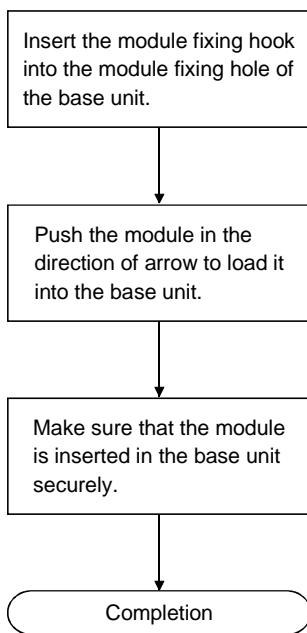 Insert the module fixing hook
into the module fixing hole of
the base unit.
Push the module in the
direction of arrow to load it
into the base unit.
Make sure that the module
is inserted in the base unit
securely.
Completion